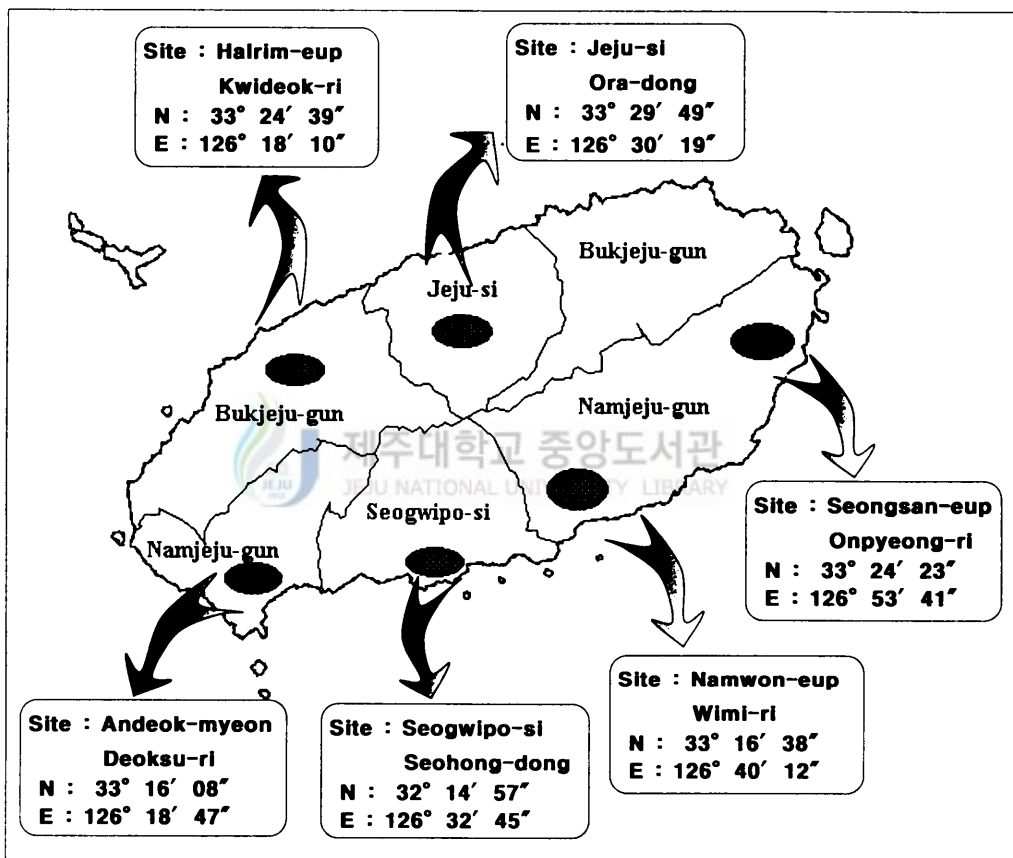 Site : Halrim-eup
Kwideok-ri
N : 33° 24′ 39″
E : 126° 18′ 10″
Site : Jeju-si
Ora-dong
N : 33° 29′ 49″
E : 126° 30′ 19″
Bukjeju-gun
Jeju-si
Bukjeju-gun
Namjeju-gun
제주대학교 중앙도서관
JEJU NATIONAL UNIVERSITY LIBRARY
JEJU
1952
Seogwipo-si
Namjeju-gun
Site : Seongsan-eup
Onpyeong-ri
N : 33° 24′ 23″
E : 126° 53′ 41″
Site : Namwon-eup
Wimi-ri
N : 33° 16′ 38″
E : 126° 40′ 12″
Site : Andeok-myeon
Deoksu-ri
N : 33° 16′ 08″
E : 126° 18′ 47″
Site : Seogwipo-si
Seohong-dong
N : 32° 14′ 57″
E : 126° 32′ 45″